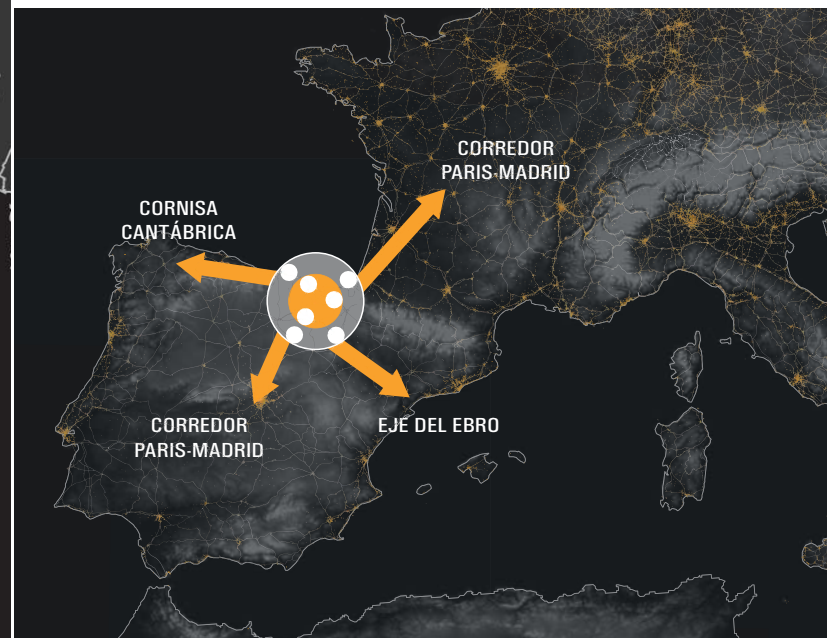 CORREDOR
PARIS-MADRID
CORNISA
CANTÁBRICA
CORREDOR
PARIS-MADRID
EJE DEL EBRO